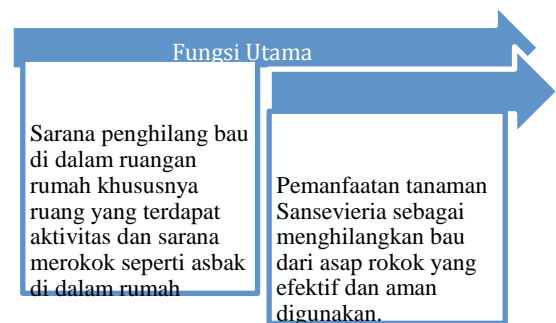 Fungsi Utama
Sarana penghilang bau
di dalam ruangan
rumah khususnya
ruang yang terdapat
aktivitas dan sarana
merokok seperti asbak
di dalam rumah
Pemanfaatan tanaman
Sansevieria sebagai
menghilangkan bau
dari asap rokok yang
efektif dan aman
digunakan.